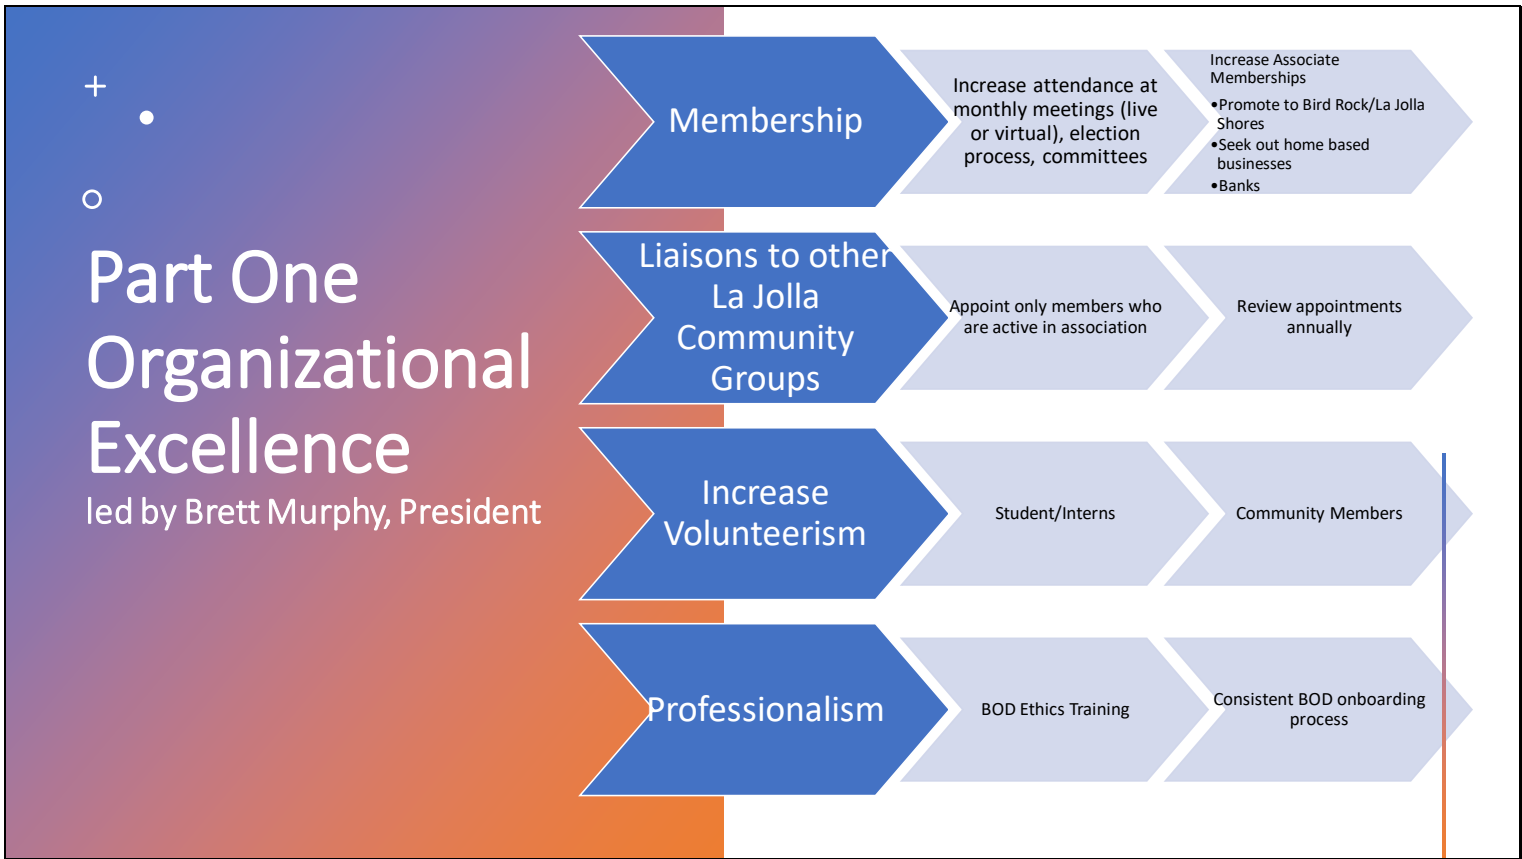 Part One
Organizational
Excellence
led by Brett Murphy, President
Membership
Increase attendance at
monthly meetings (live
or virtual), election
process, committees
Increase Associate
Memberships
•Promote to Bird Rock/La Jolla
Shores
•Seek out home based
businesses
•Banks
Liaisons to other
La Jolla
Community
Groups
Appoint only members who
are active in association
Review appointments
annually
Increase
Volunteerism
Student/Interns
Community Members
Professionalism
BOD Ethics Training
Consistent BOD onboarding
process